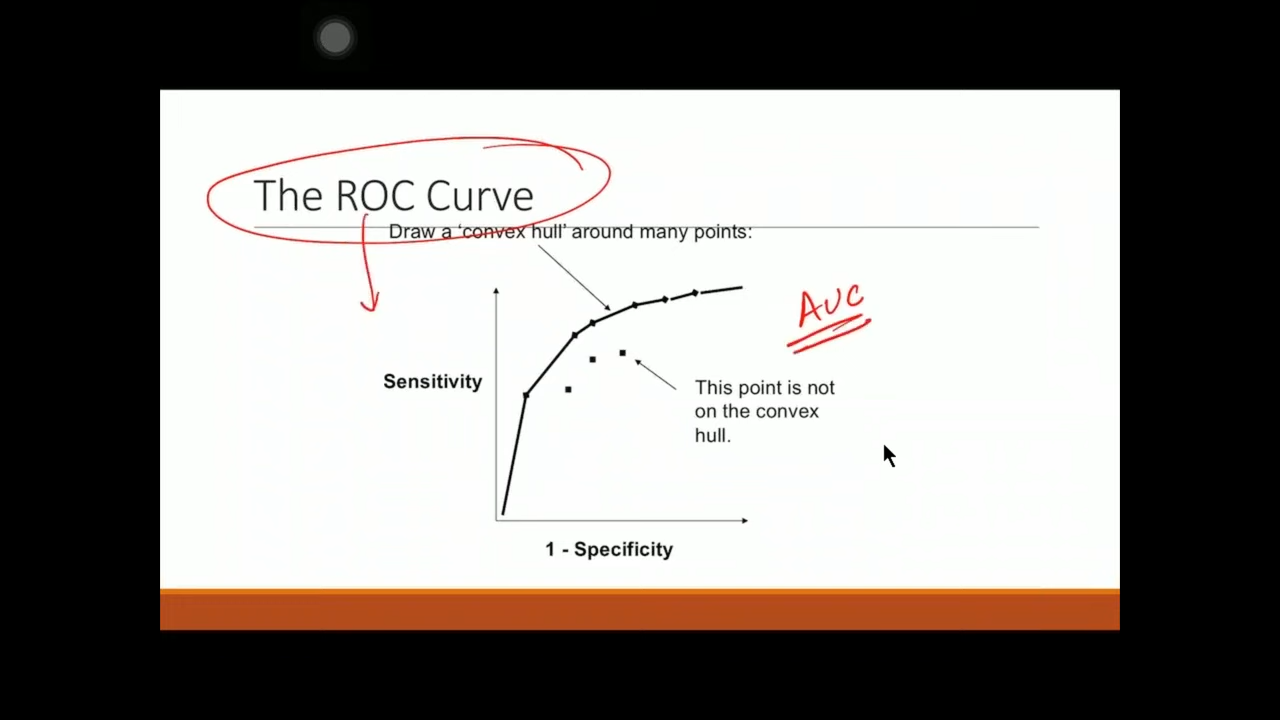 The ROC Curve
Draw a ‘convex hull’ around many points:
AUC
Sensitivity
This point is not
on the convex
hull.
1 - Specificity